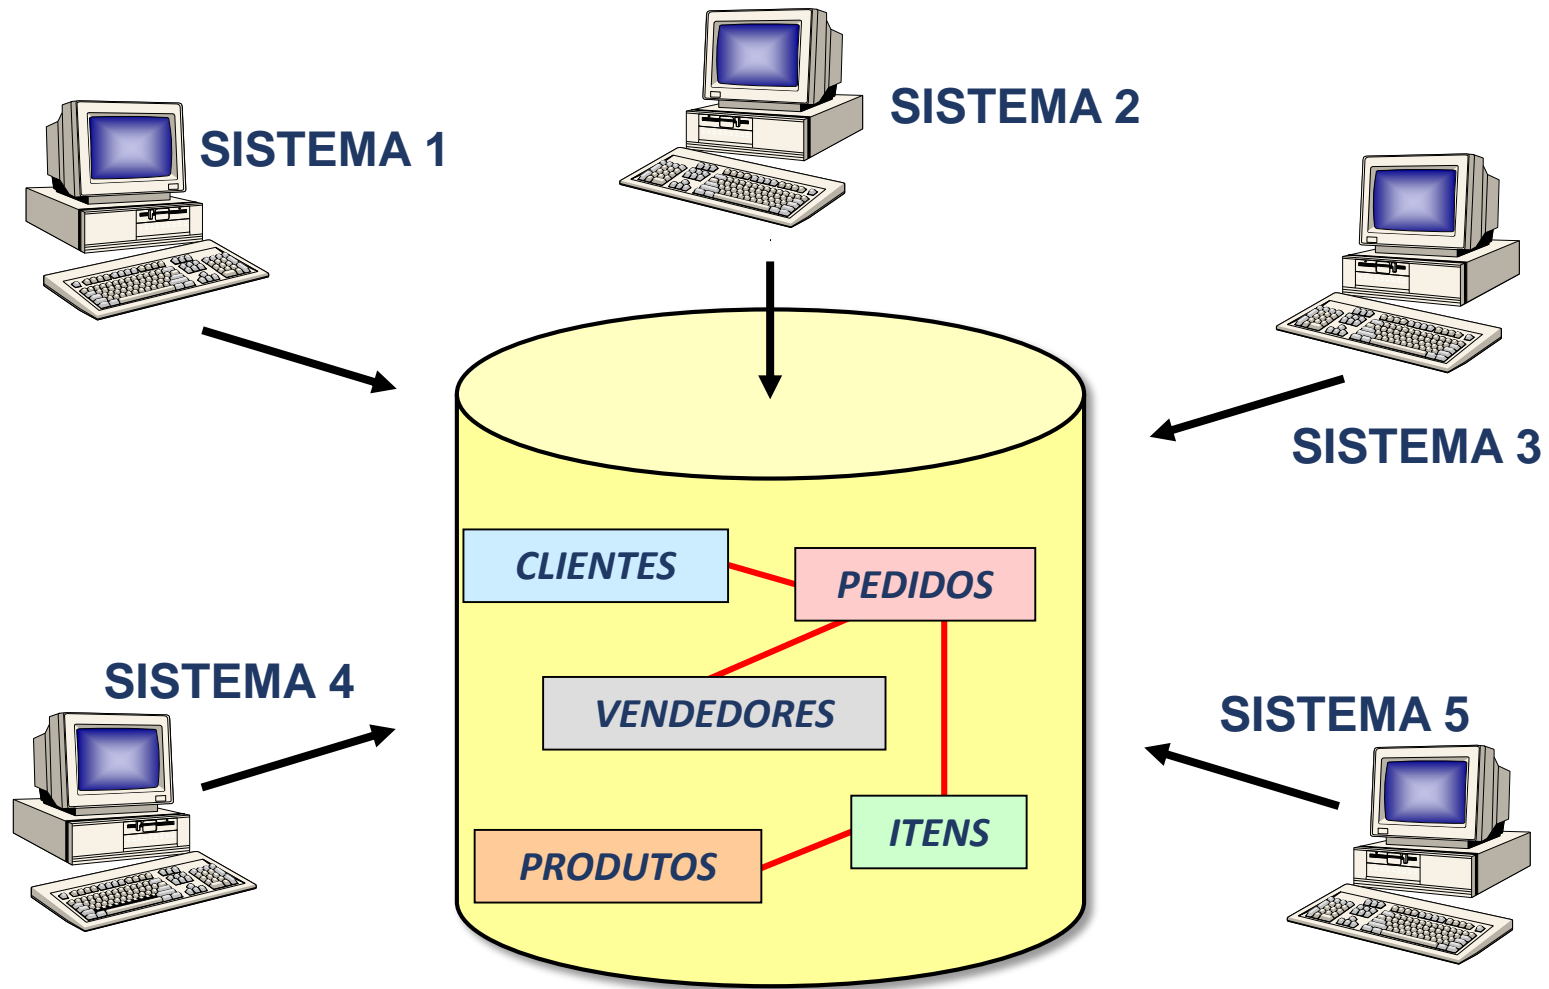 SISTEMA 1
SISTEMA 2
SISTEMA 3
CLIENTES
PEDIDOS
SISTEMA 4
VENDEDORES
SISTEMA 5
ITENS
PRODUTOS